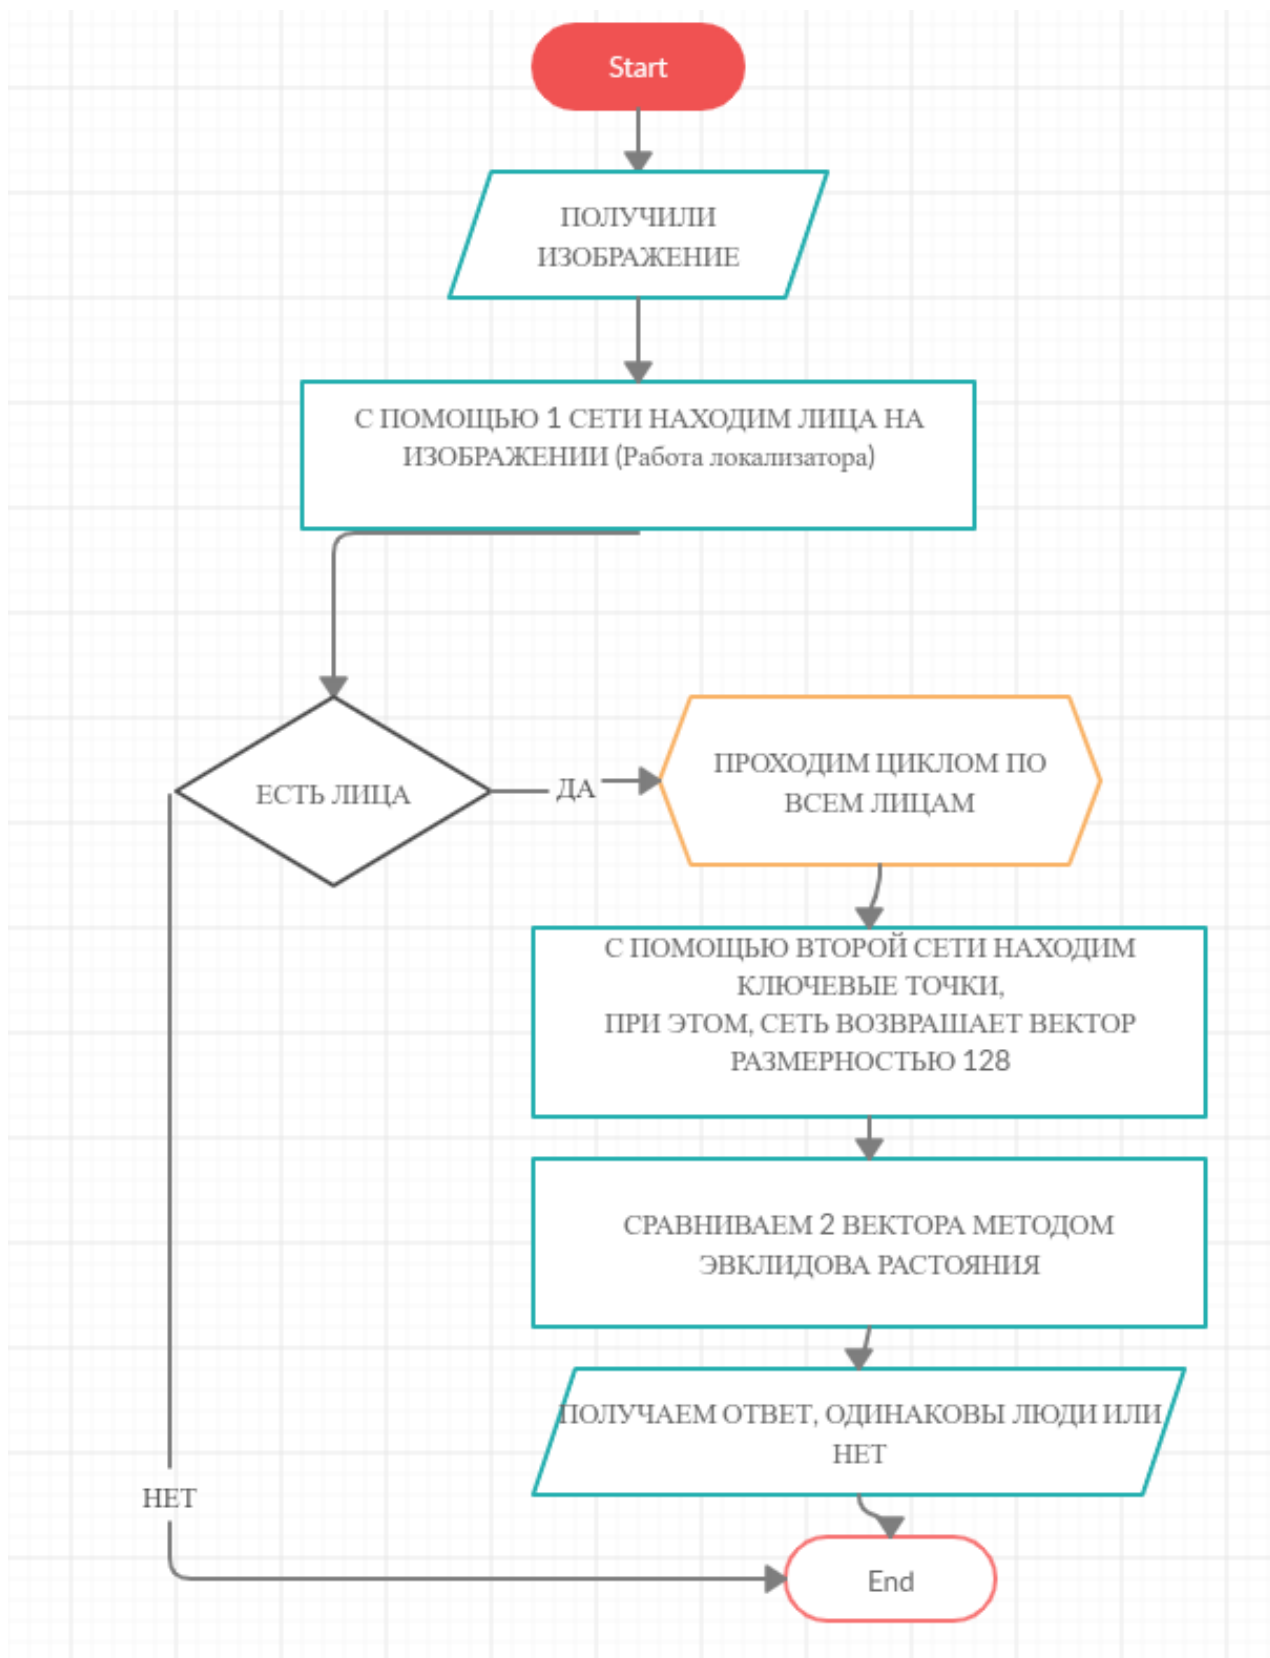 Start
ПОЛУЧИЛИ
ИЗОБРАЖЕНИЕ
С ПОМОЩЬЮ 1 СЕТИ НАХОДИМ ЛИЦА НА
ИЗОБРАЖЕНИИ (Работа локализатора)
ЕСТЬ ЛИЦА
ДА
ПРОХОДИМ ЦИКЛОМ ПО
ВСЕМ ЛИЦАМ
С ПОМОЩЬЮ ВТОРОЙ СЕТИ НАХОДИМ
КЛЮЧЕВЫЕ ТОЧКИ,
ПРИ ЭТОМ, СЕТЬ ВОЗВРАШАЕТ ВЕКТОР
РАЗМЕРНОСТЬЮ 128
СРАВНИВАЕМ 2 ВЕКТОРА МЕТОДОМ
ЭВКЛИДОВА РАСТОЯНИЯ
ПОЛУЧАЕМ ОТВЕТ, ОДИНАКОВЫ ЛЮДИ ИЛИ
НЕТ
НЕТ
End